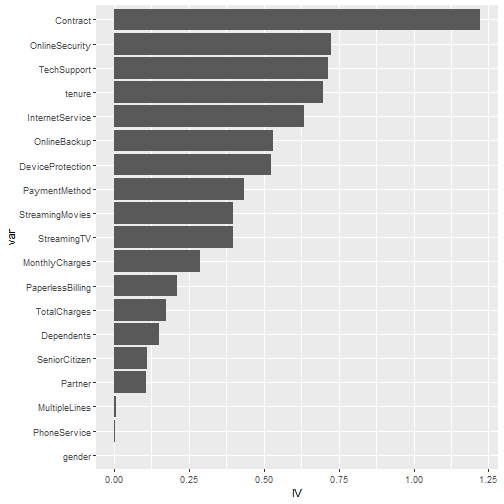 Contract
OnlineSecurity
TechSupport
tenure
InternetService
OnlineBackup
DeviceProtection
PaymentMethod
StreamingMovies
StreamingTV
MonthlyCharges
PaperlessBilling
TotalCharges
Dependents
SeniorCitizen
Partner
MultipleLines
PhoneService
gender
var
0.00 0.25 0.50 0.75 1.00 1.25
IV